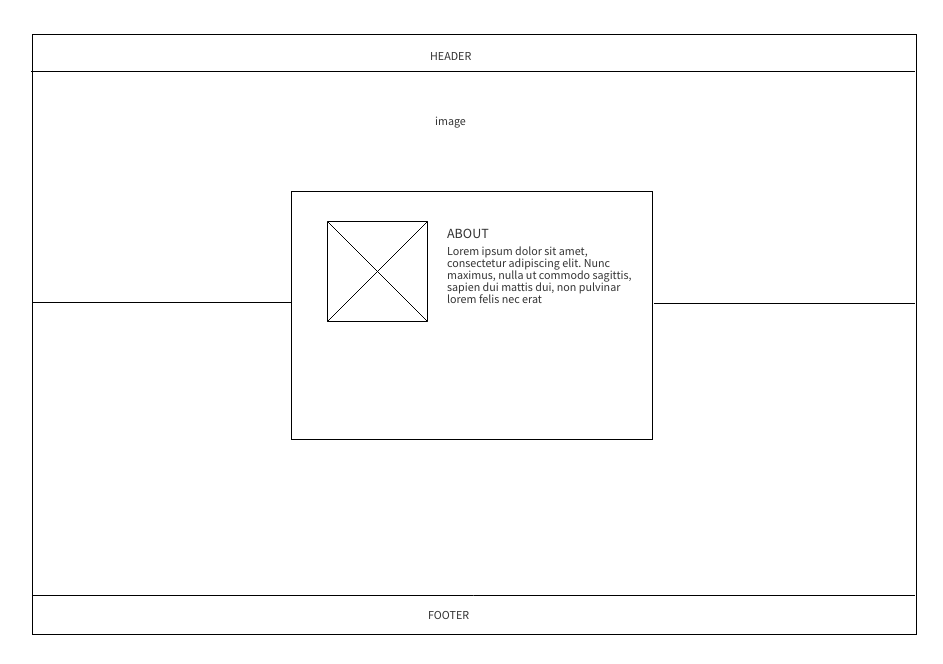 HEADER
image
ABOUT
Lorem ipsum dolor sit amet,
consectetur adipiscing elit. Nunc
maximus, nulla ut commodo sagittis,
sapien dui mattis dui, non pulvinar
lorem felis nec erat
FOOTER